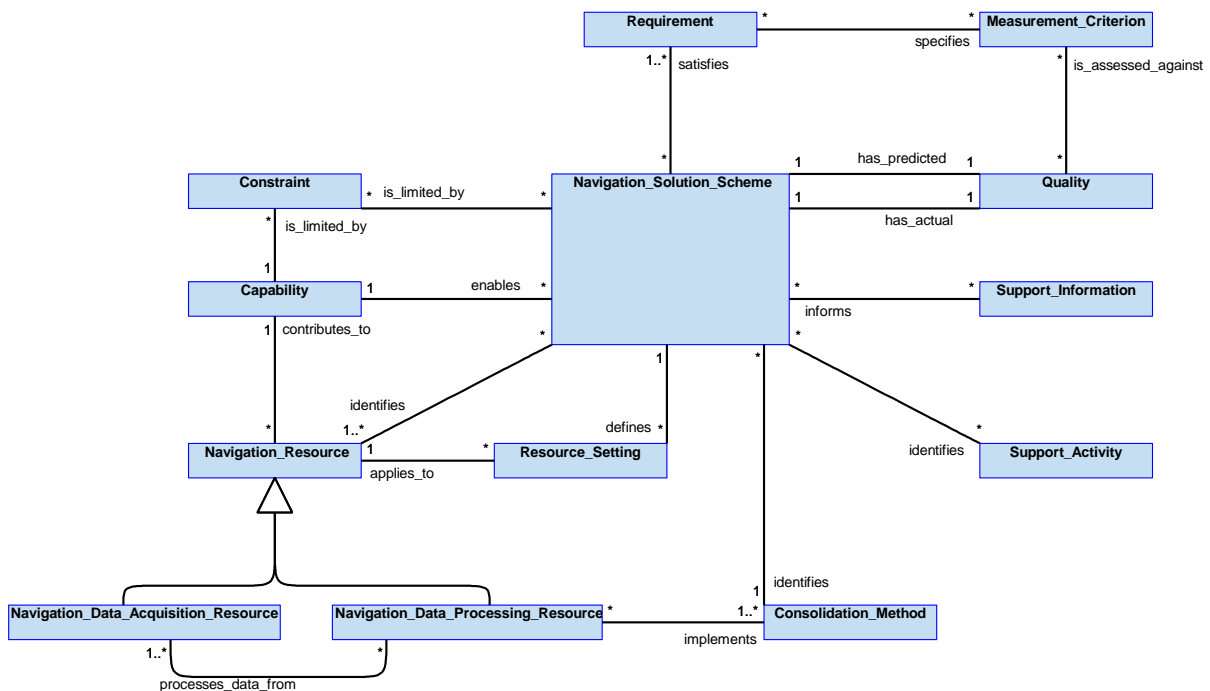 Requirement
*
*
Measurement_Criterion
specifies
1..*
satisfies
*
is_assessed_against
*
*
Constraint
*
is_limited_by
*
Navigation_Solution_Scheme
1
has_predicted
1
Quality
1
1
has_actual
*
is_limited_by
1
Capability
1
enables
*
*
*
Support_Information
informs
1
contributes_to
*
1
*
*
identifies
1..*
defines
*
*
identifies
*
Navigation_Resource
1
applies_to
*
Resource_Setting
Support_Activity
identifies
1
Navigation_Data_Acquisition_Resource
Navigation_Data_Processing_Resource
*
1..*
Consolidation_Method
implements
1..*
*
processes_data_from